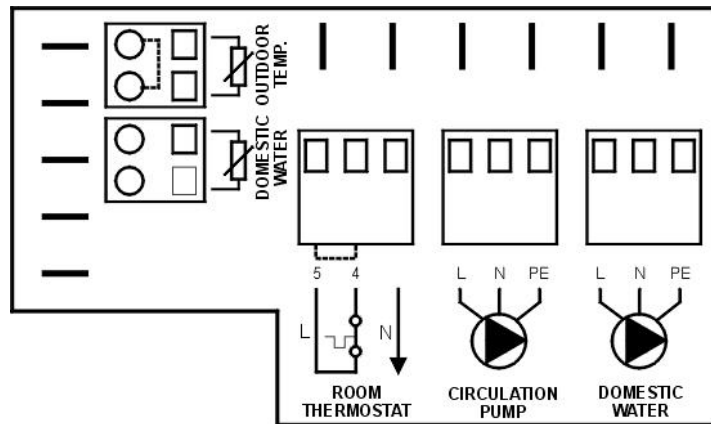 OUTDOOR
TEMP.
DOMESTIC
WATER
5 4
L N
L N PE
L N PE
ROOM
THERMOSTAT
CIRCULATION
PUMP
DOMESTIC
WATER